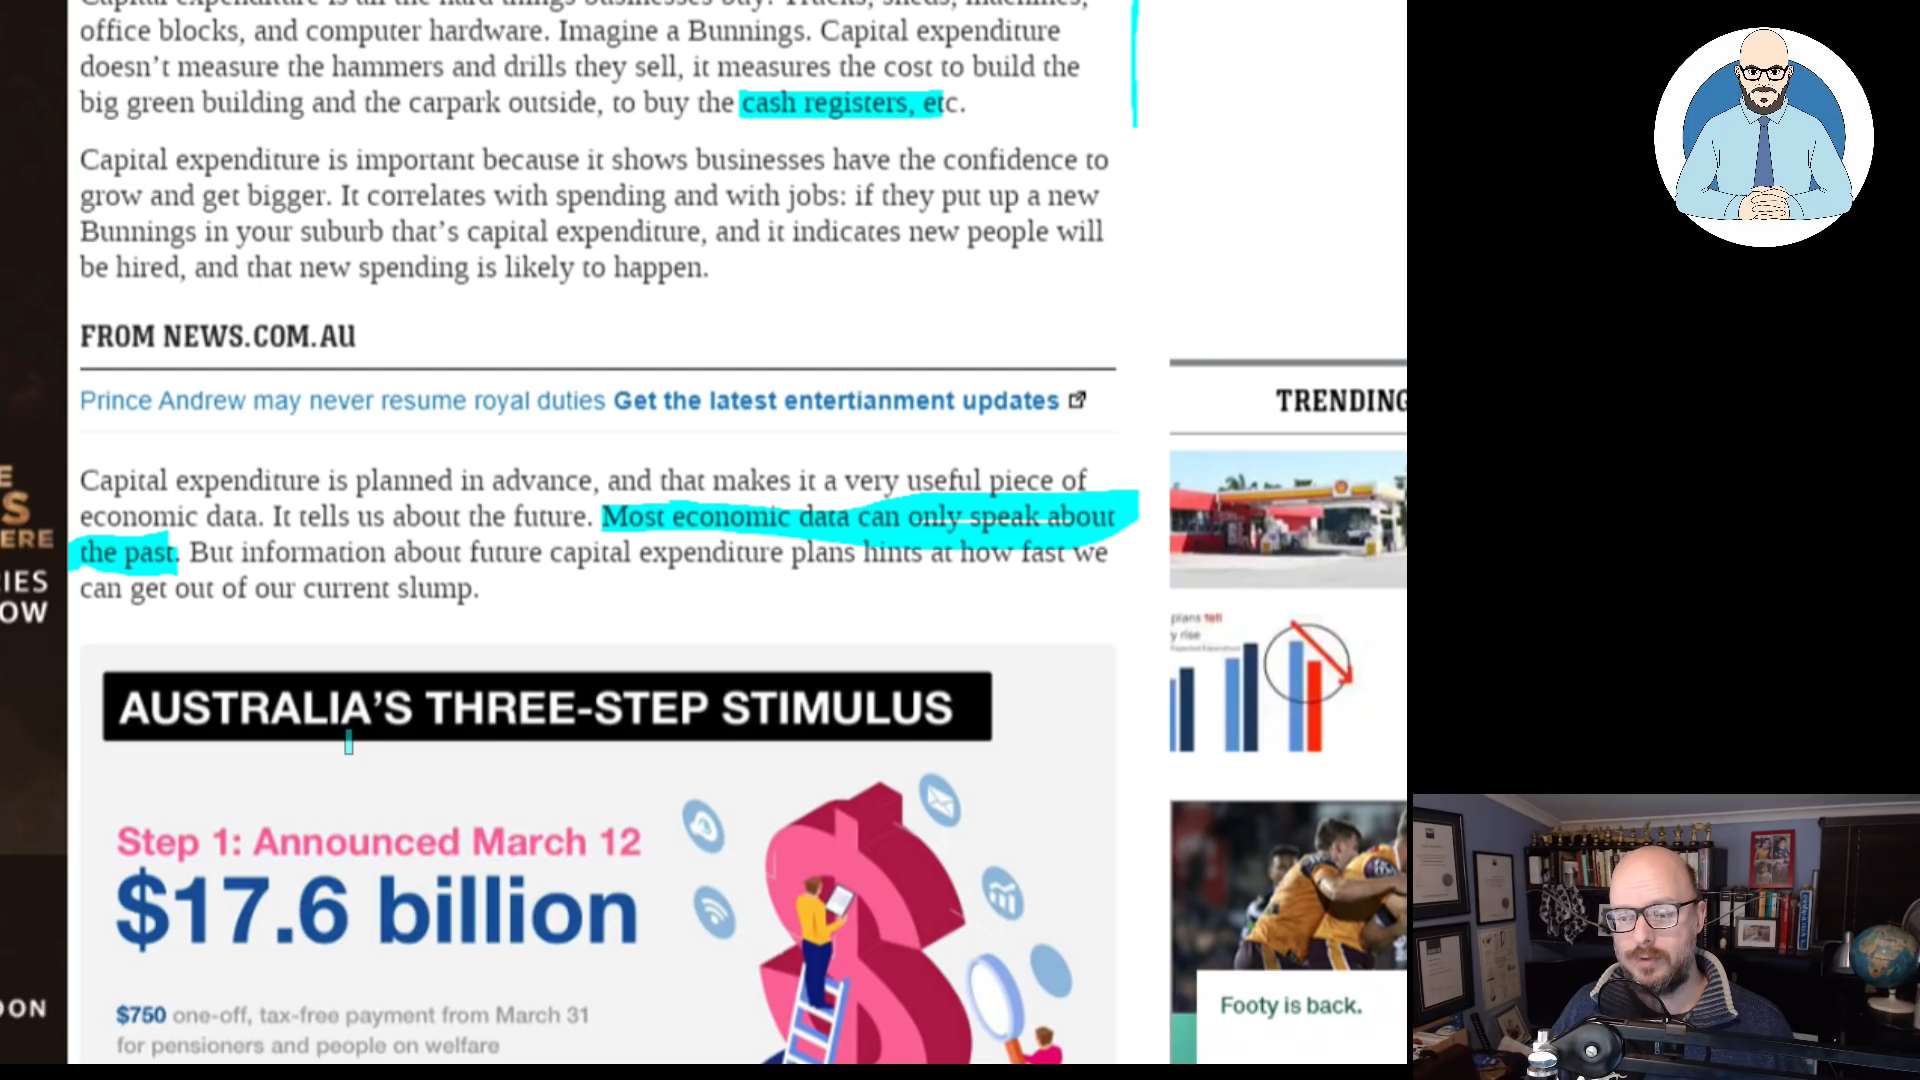 office blocks, and computer hardware. Imagine a Bunnings. Capital expenditure
doesn't measure the hammers and drills they sell, it measures the cost to build the
big green building and the carpark outside, to buy the cash registers, etc.
Capital expenditure is important because it shows businesses have the confidence to
grow and get bigger. It correlates with spending and with jobs: if they put up a new
Bunnings in your suburb that's capital expenditure, and it indicates new people will
be hired, and that new spending is likely to happen.
FROM NEWS.COM.AU
Prince Andrew may never resume royal duties Get the latest entertianment updates
Capital expenditure is planned in advance, and that makes it a very useful piece of
economic data. It tells us about the future. Most economic data can only speak about
the past. But information about future capital expenditure plans hints at how fast we
can get out of our current slump.
AUSTRALIA'S THREE-STEP STIMULUS
Step 1: Announced March 12
$17.6 billion
$750 one-off, tax-free payment from March 31
for pensioners and people on welfare
TRENDING
plans tell
y rise
Footy is back.